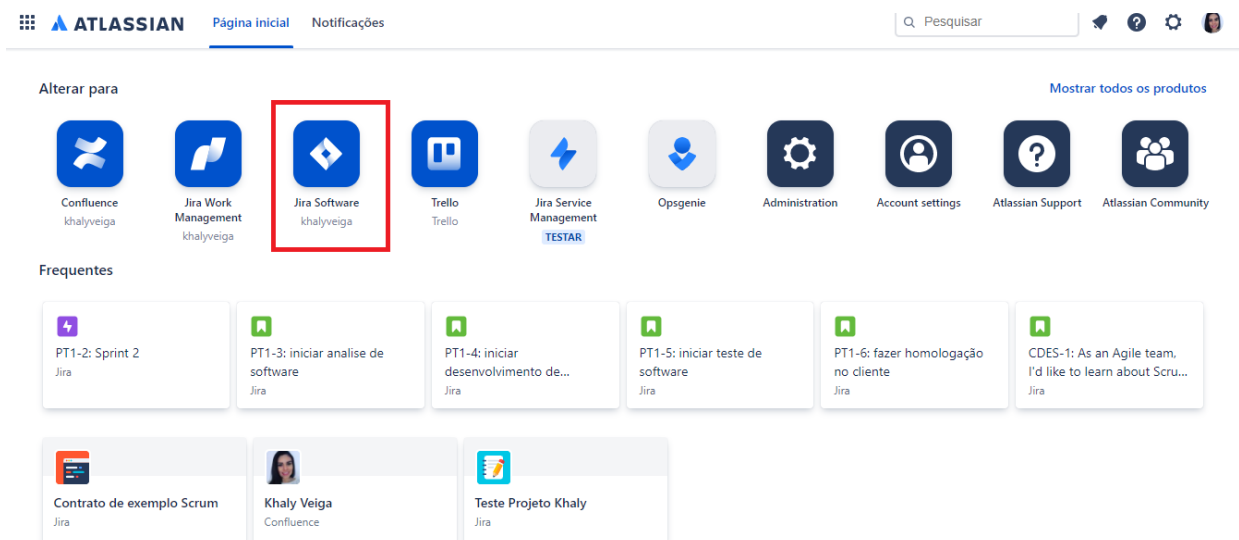 ATLASSIAN Página inicial Notificações Pesquisar
Alterar para Mostrar todos os produtos
Confluence
khalyveiga
Jira Work
Management
khalyveiga
Jira Software
khalyveiga
Trello
Trello
Jira Service
Management
TESTAR
Opsgenie
Administration
Account settings
Atlassian Support
Atlassian Community
Frequentes
PT1-2: Sprint 2
Jira
PT1-3: iniciar analise de
software
Jira
PT1-4: iniciar
desenvolvimento de...
Jira
PT1-5: iniciar teste de
software
Jira
PT1-6: fazer homologação
no cliente
Jira
CDES-1: As an Agile team,
I'd like to learn about Scru...
Jira
Contrato de exemplo Scrum
Jira
Khaly Veiga
Confluence
Teste Projeto Khaly
Jira